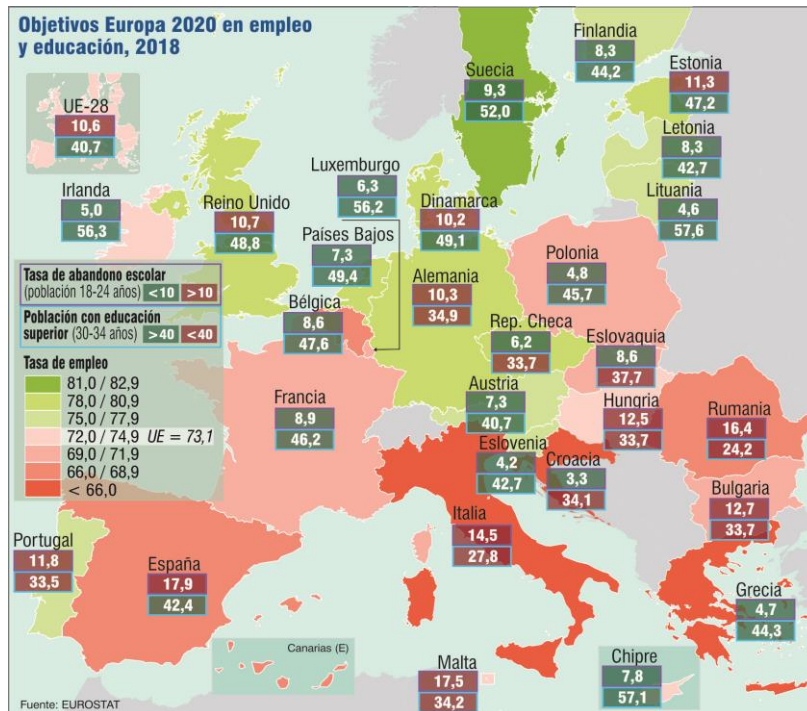 Objetivos Europa 2020 en empleo
y educación, 2018
UE-28
10,6
40,7
Irlanda
5,0
56,3
Reino Unido
10,7
48,8
Luxemburgo
6,3
56,2
Países Bajos
7,3
49,4
Bélgica
8,6
47,6
Suecia
9,3
52,0
Finlandia
8,3
44,2
Estonia
11,3
47,2
Letonia
8,3
42,7
Lituania
4,6
57,6
Dinamarca
10,2
49,1
Alemania
10,3
34,9
Polonia
4,8
45,7
Rep. Checa
6,2
33,7
Eslovaquia
8,6
37,7
Austria
7,3
40,7
Hungria
12,5
33,7
Rumania
16,4
24,2
Eslovenia
4,2
42,7
Croacia
3,3
34,1
Bulgaria
12,7
33,7
Francia
8,9
46,2
Italia
14,5
27,8
Portugal
11,8
33,5
España
17,9
42,4
Grecia
4,7
44,3
Malta
17,5
34,2
Chipre
7,8
57,1
Canarias (E)
Tasa de abandono escolar
(población 18-24 años) <10 >10
Población con educación
superior (30-34 años) >40 <40
Tasa de empleo
81,0 / 82,9
78,0 / 80,9
75,0 / 77,9
72,0 / 74,9 UE = 73,1
69,0 / 71,9
66,0 / 68,9
< 66,0
Fuente: EUROSTAT